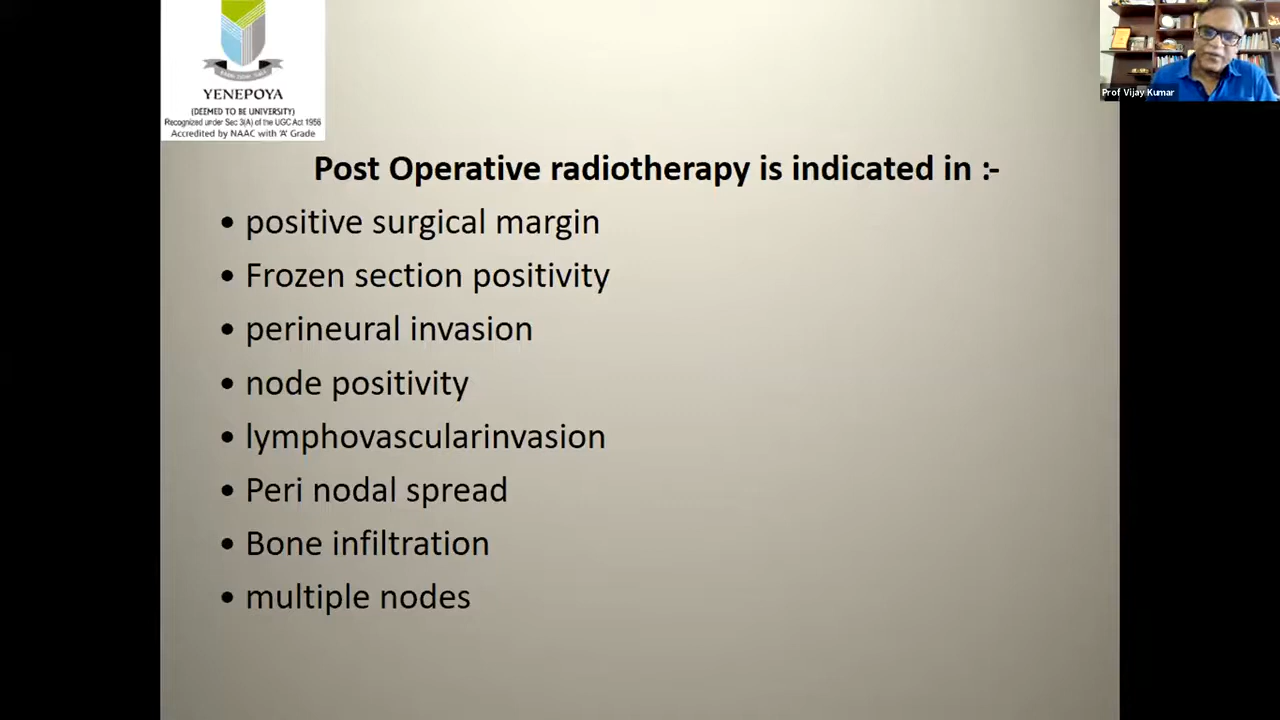 YENEPOYA
(DEEMED TO BE UNIVERSITY)
Recognized under Sec 3(A) of the UGC Act 1956
Accredited by NAAC with 'A' Grade
Prof Vijay Kumar
Post Operative radiotherapy is indicated in :-
• positive surgical margin
• Frozen section positivity
• perineural invasion
• node positivity
• lymphovascularinvasion
• Peri nodal spread
• Bone infiltration
• multiple nodes